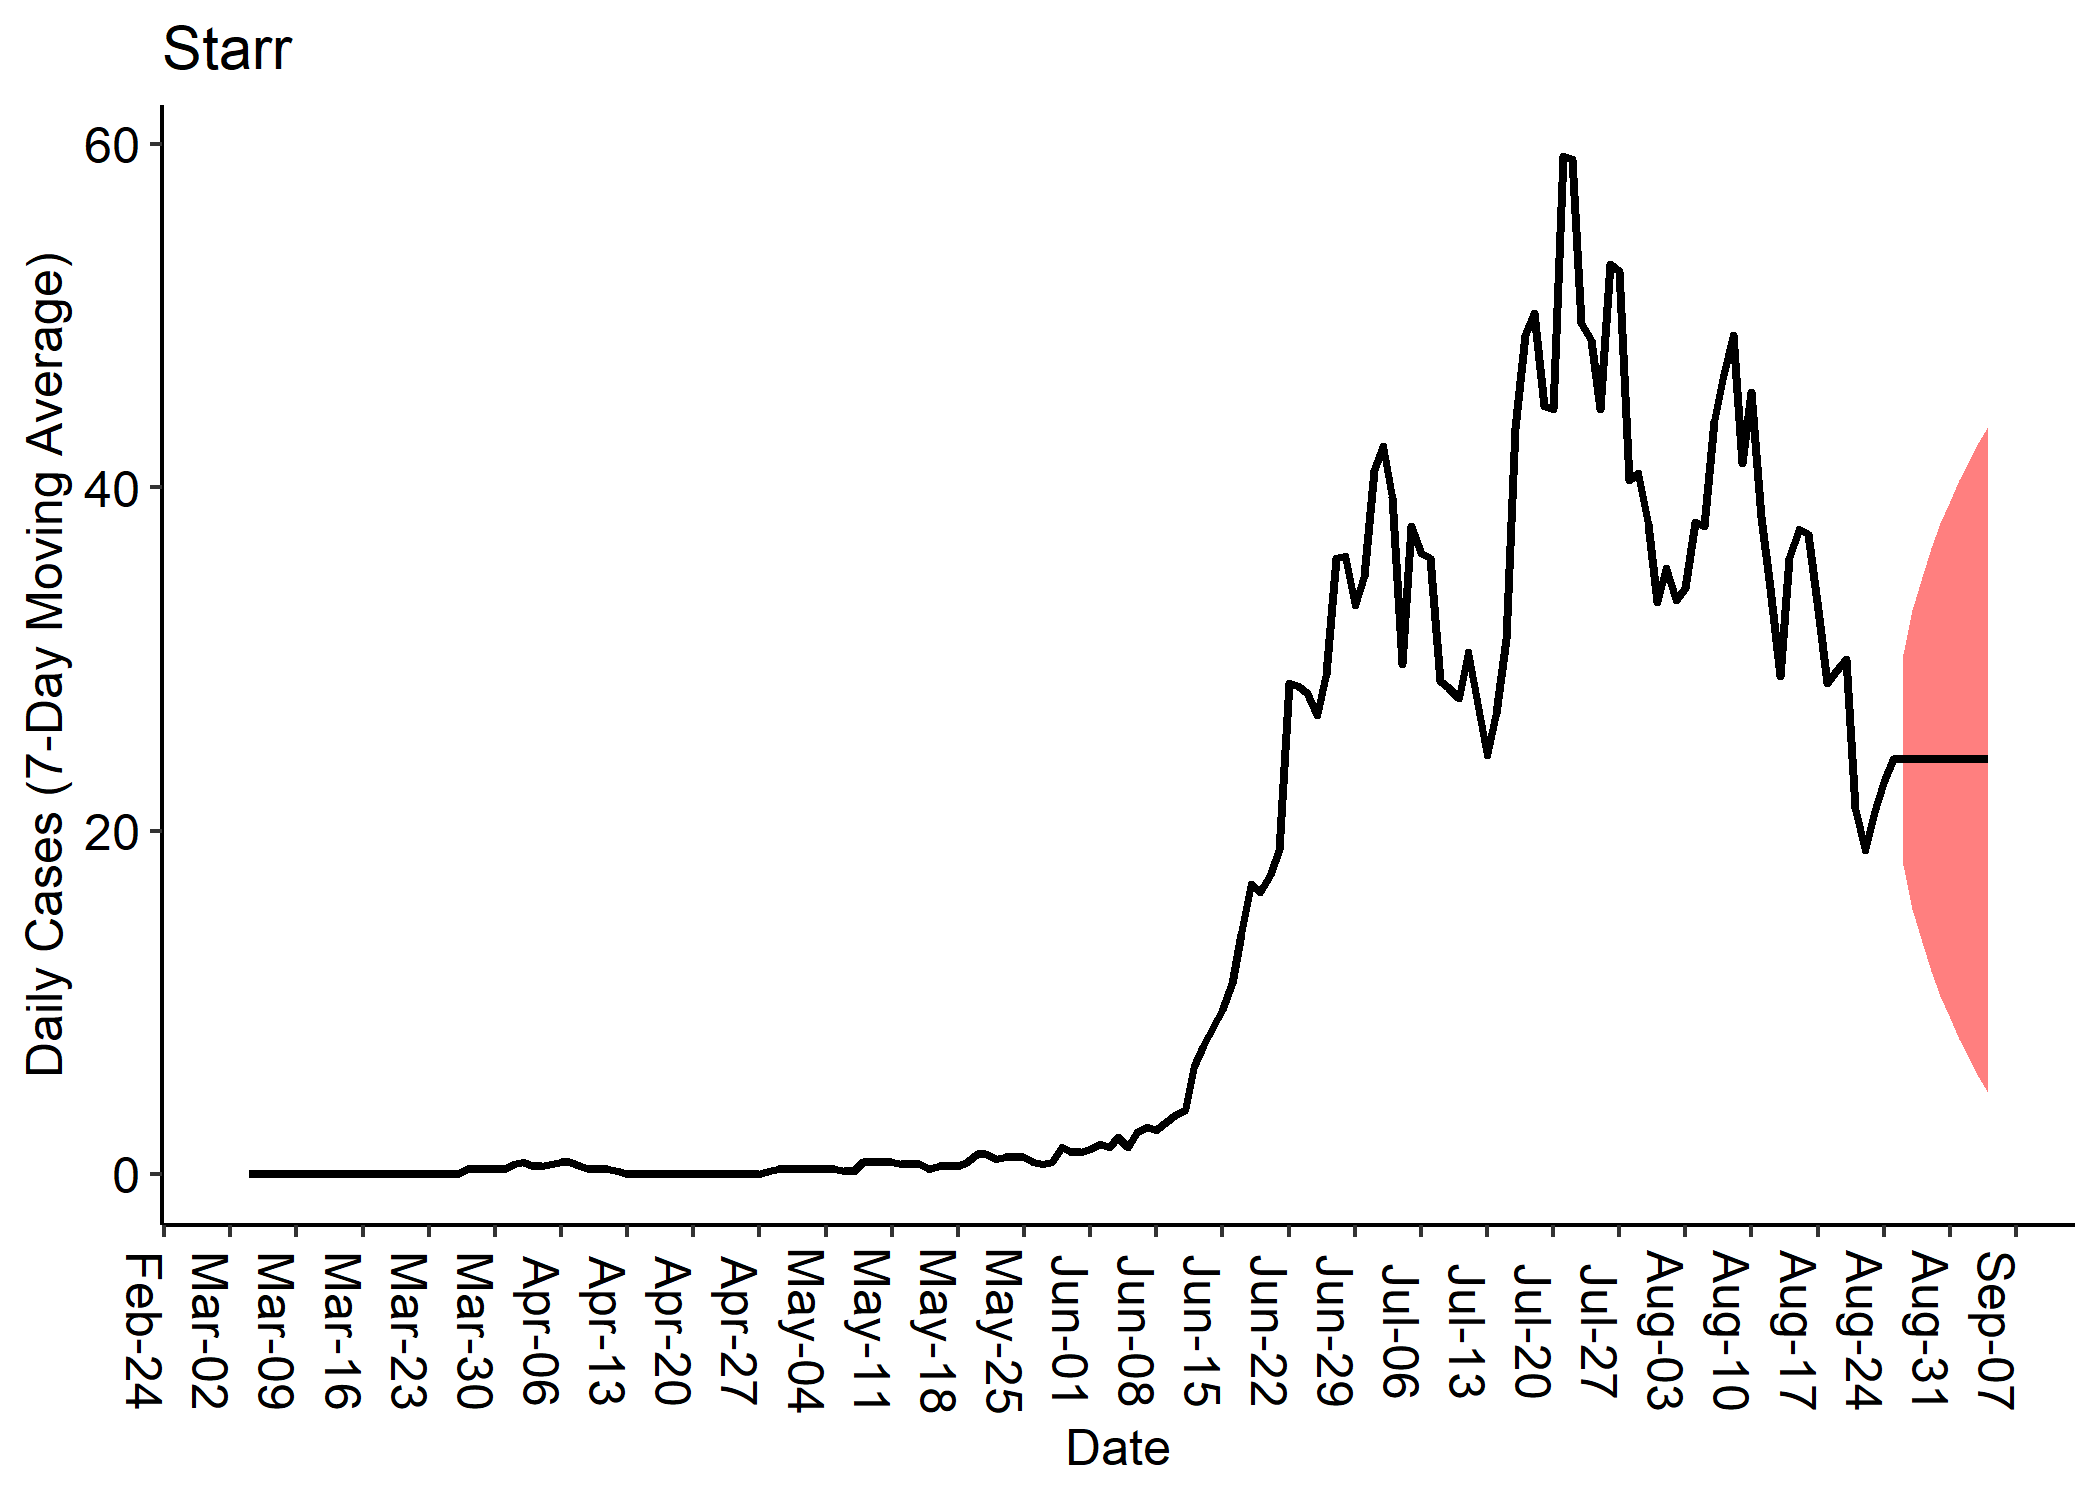 Starr
Daily Cases (7-Day Moving Average)
60
40
20
0
Feb-24
Mar-02
Mar-09
Mar-16
Mar-23
Mar-30
Apr-06
Apr-13
Apr-20
Apr-27
May-04
May-11
May-18
May-25
Jun-01
Jun-08
Jun-15
Jun-22
Jun-29
Jul-06
Jul-13
Jul-20
Jul-27
Aug-03
Aug-10
Aug-17
Aug-24
Aug-31
Sep-07
Date